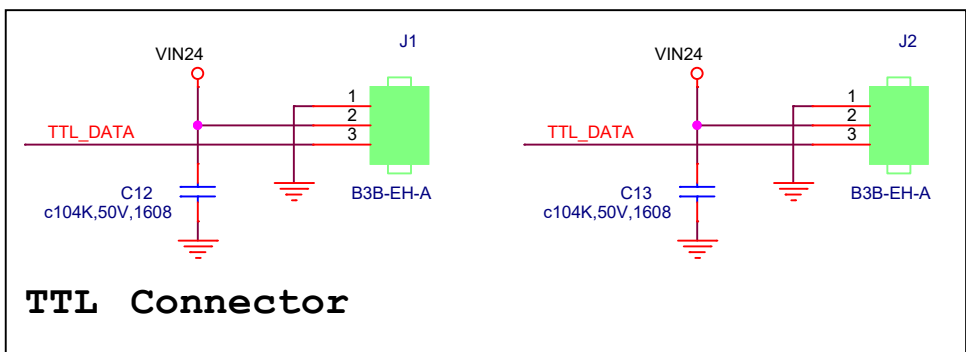 J1
VIN24
1
2
3
TTL_DATA
C12
c104K,50V,1608
B3B-EH-A
J2
VIN24
1
2
3
TTL_DATA
C13
c104K,50V,1608
B3B-EH-A
TTL Connector